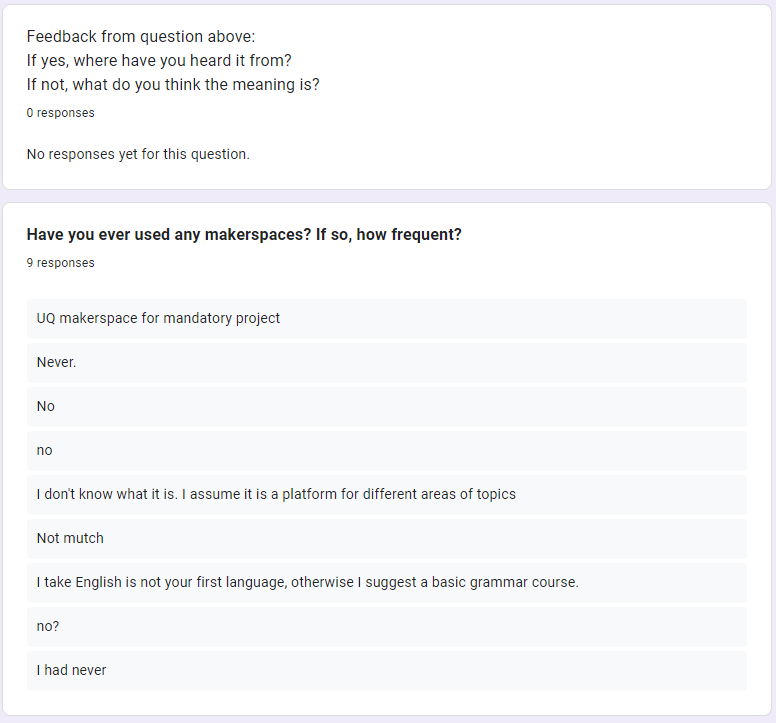 Feedback from question above:
If yes, where have you heard it from?
If not, what do you think the meaning is?
0 responses
No responses yet for this question.
Have you ever used any makerspaces? If so, how frequent?
9 responses
UQ makerspace for mandatory project
Never.
No
no
I don't know what it is. I assume it is a platform for different areas of topics
Not mutch
I take English is not your first language, otherwise I suggest a basic grammar course.
no?
I had never